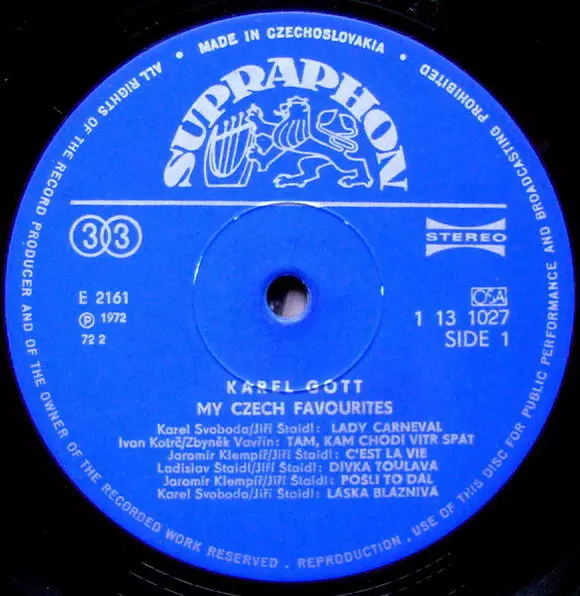 ALL RIGHTS OF THE RECORD PRODUCER AND OF THE OWNER OF THE RECORDED WORK RESERVED . REPRODUCTION . USE OF THIS DISC FOR PUBLIC PERFORMANCE AND BROADCASTING PROHIBITED
• MADE IN CZECHOSLOVAKIA •
SUPRAPHON
33
STEREO
E 2161
Ⓟ 1972
72 2
OSA
1 13 1027
SIDE 1
KAREL GOTT
MY CZECH FAVOURITES
Karel Svoboda/Jiří Štaidl: LADY CARNEVAL
Ivan Kotrč/Zbyněk Vavřín: TAM, KAM CHODÍ VÍTR SPÁT
Jaromír Klempíř/Jiří Štaidl: C'EST LA VIE
Ladislav Štaidl/Jiří Štaidl: DÍVKA TOULAVÁ
Jaromír Klempíř/Jiří Štaidl: POŠLI TO DÁL
Karel Svoboda/Jiří Štaidl: LÁSKA BLÁZNIVÁ